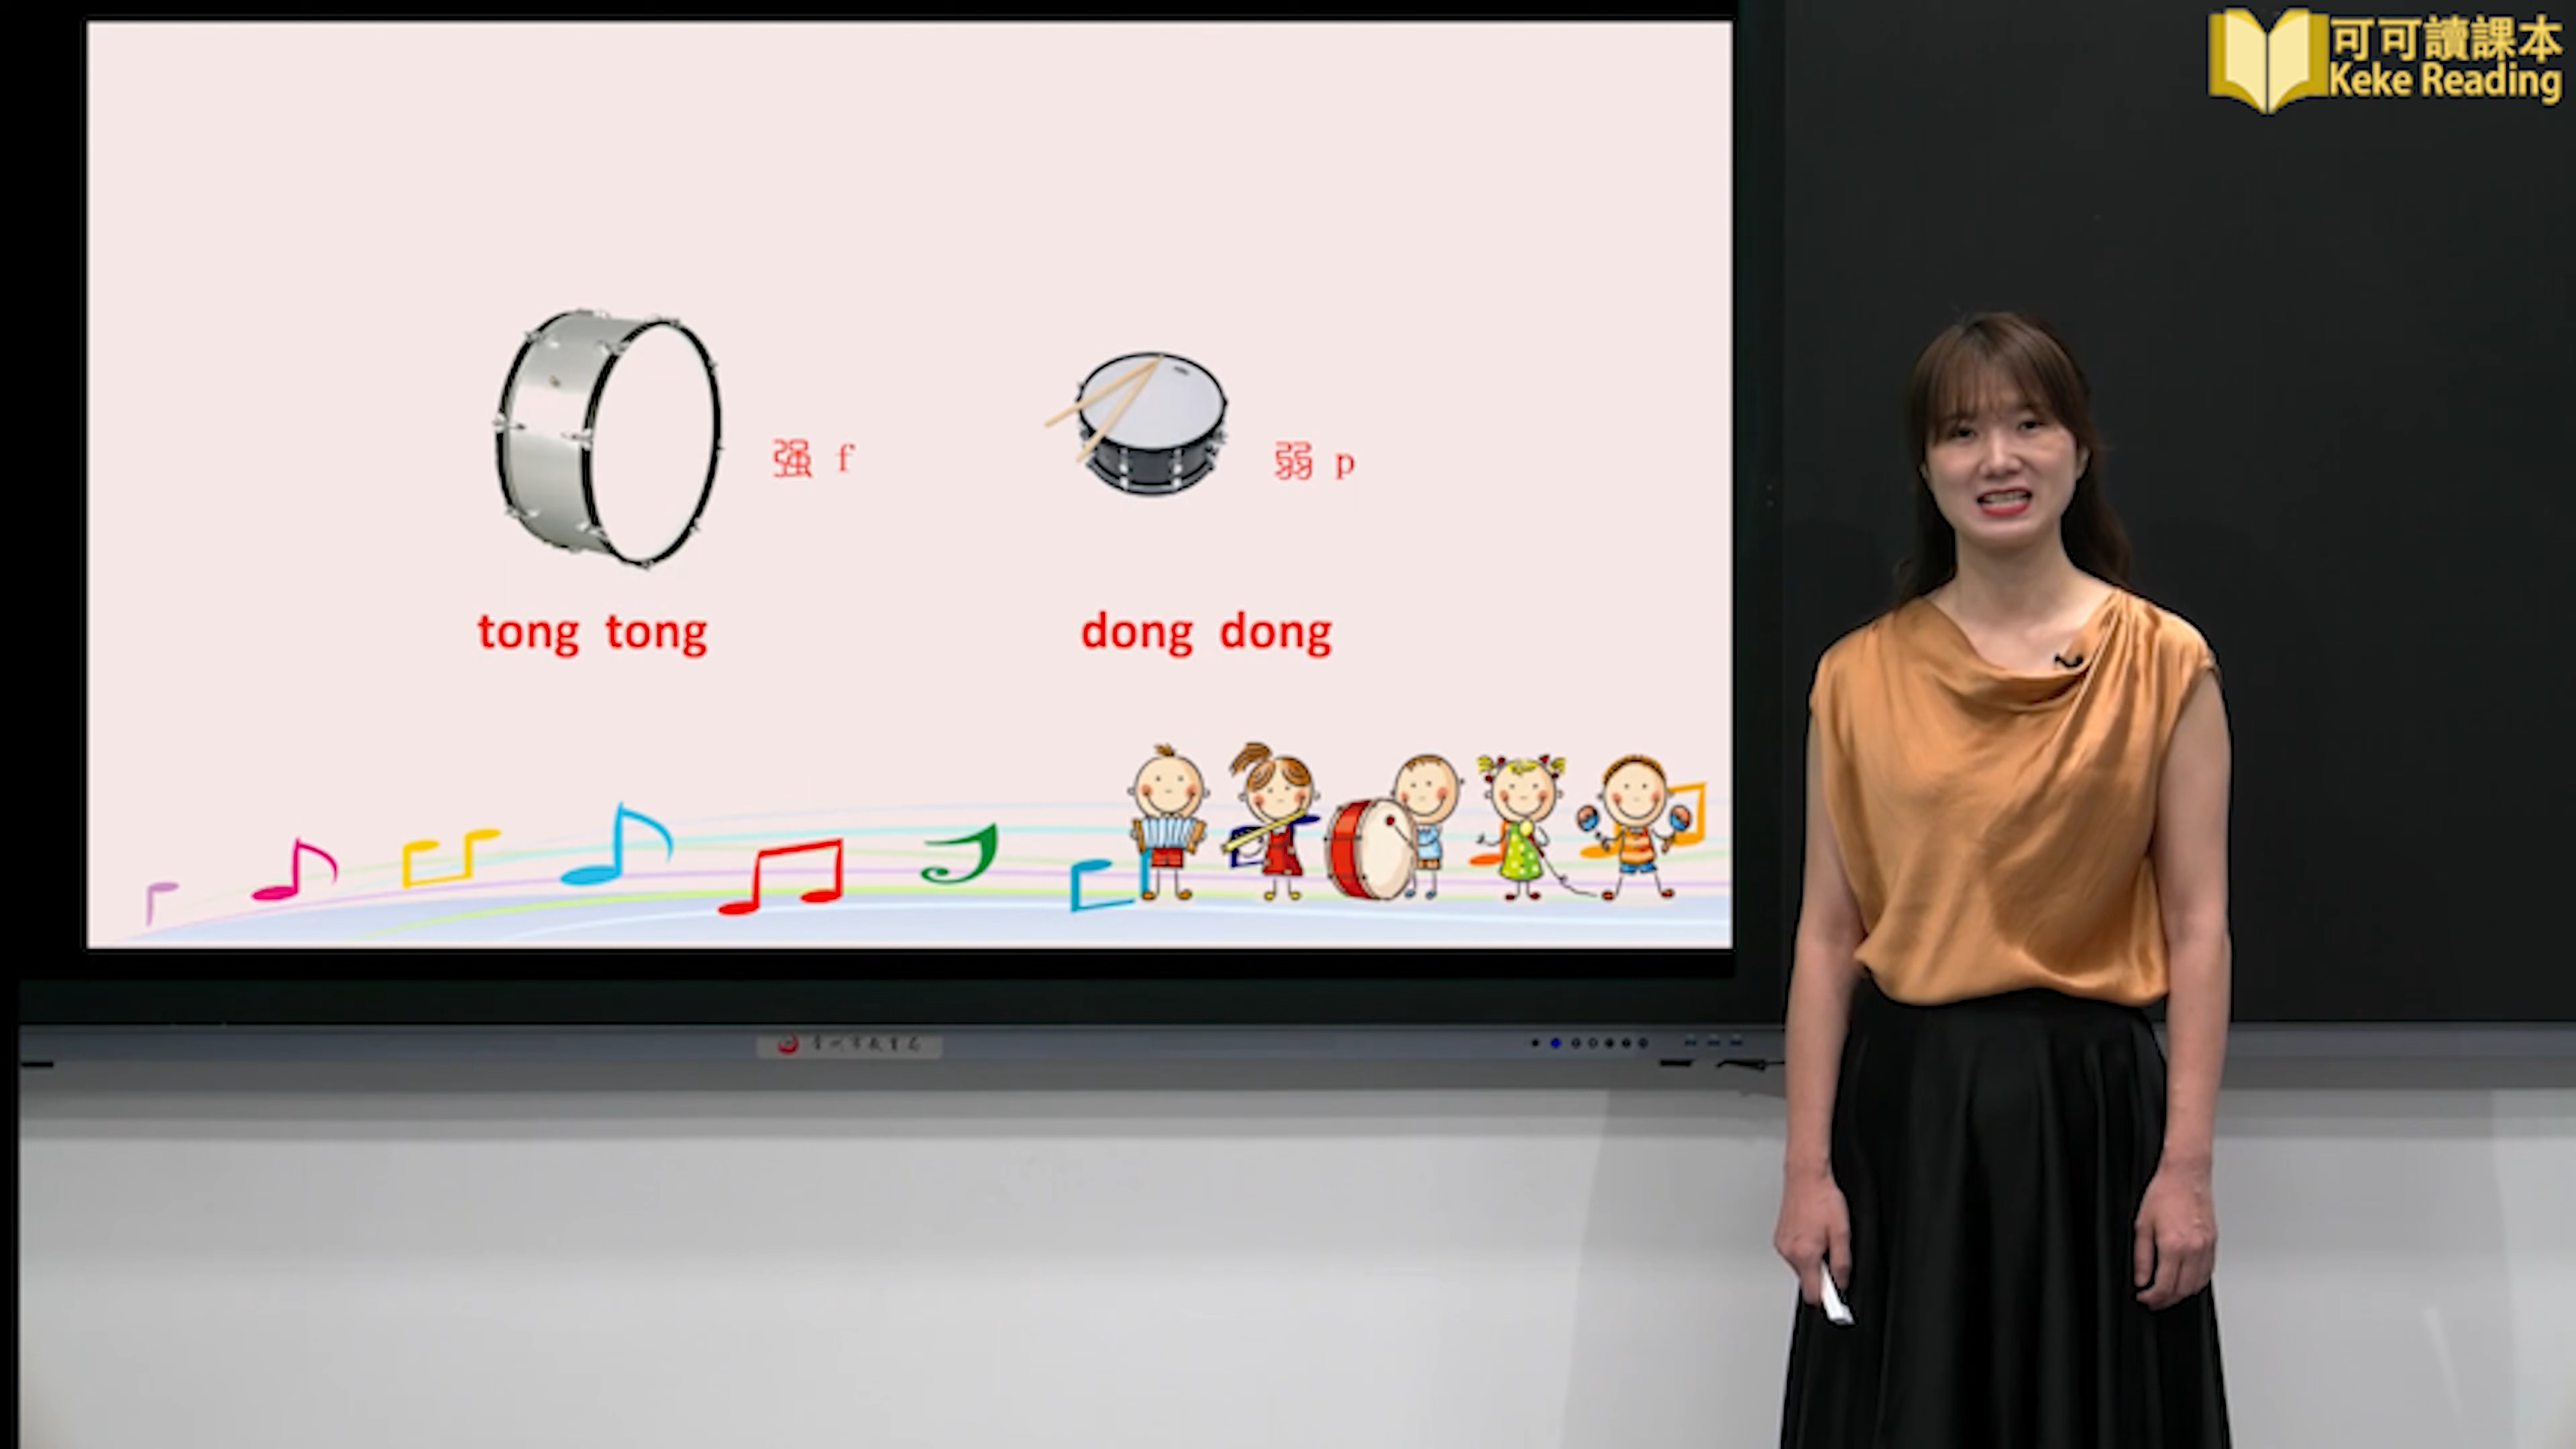 可可讀課本
Keke Reading
强 f
弱 p
tong tong
dong dong